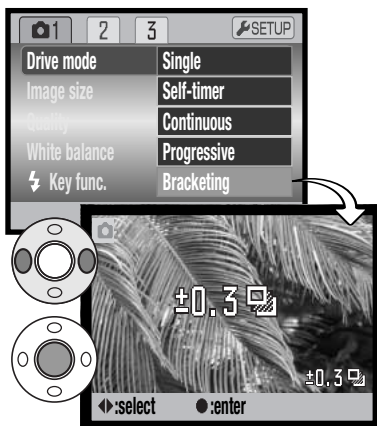 1 2 3 SETUP
Drive mode Single
Image size Self-timer
Quality Continuous
White balance Progressive
Key func. Bracketing
±0.3
±0.3
:select :enter